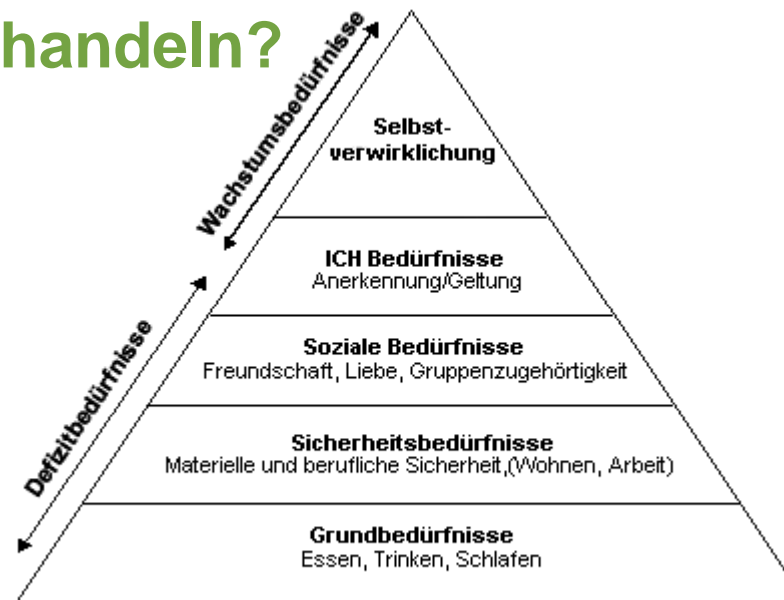 handeln?
Wachstumsbedürfnisse
Selbst-
verwirklichung
ICH Bedürfnisse
Anerkennung/Geltung
Defizitbedürfnisse
Soziale Bedürfnisse
Freundschaft, Liebe, Gruppenzugehörtigkeit
Sicherheitsbedürfnisse
Materielle und berufliche Sicherheit,(Wohnen, Arbeit)
Grundbedürfnisse
Essen, Trinken, Schlafen